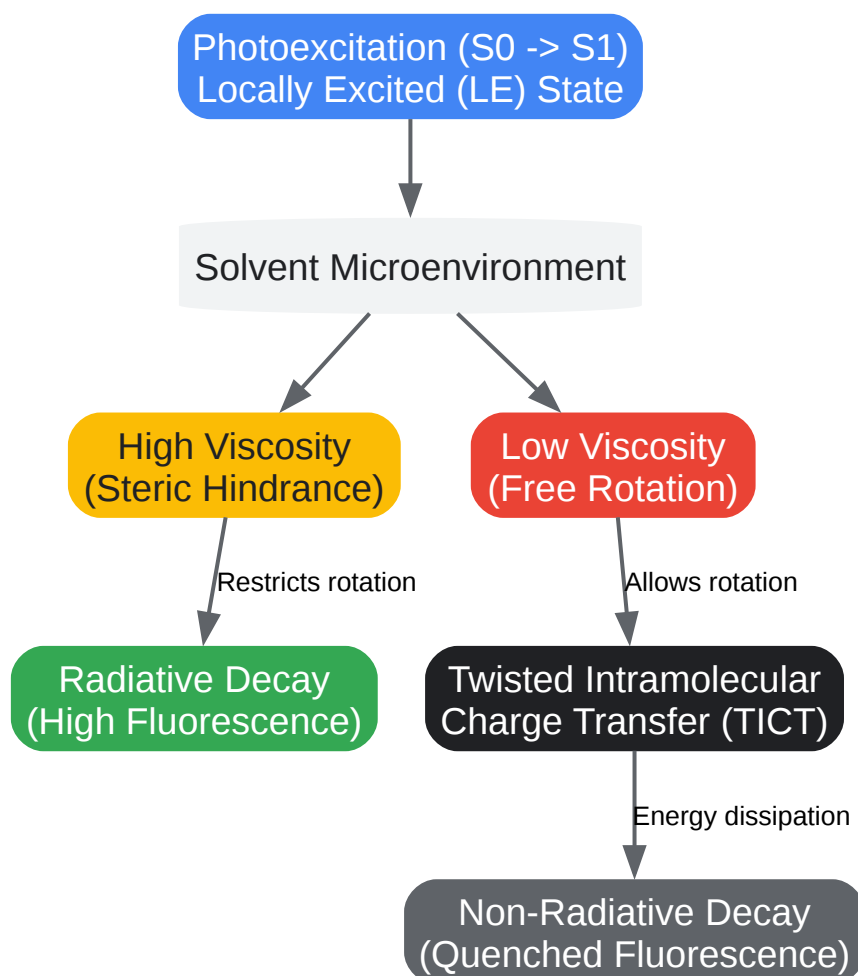 Photoexcitation (S0 -> S1)
Locally Excited (LE) State
Solvent Microenvironment
High Viscosity
(Steric Hindrance)
Low Viscosity
(Free Rotation)
Restricts rotation
Allows rotation
Radiative Decay
(High Fluorescence)
Twisted Intramolecular
Charge Transfer (TICT)
Energy dissipation
Non-Radiative Decay
(Quenched Fluorescence)